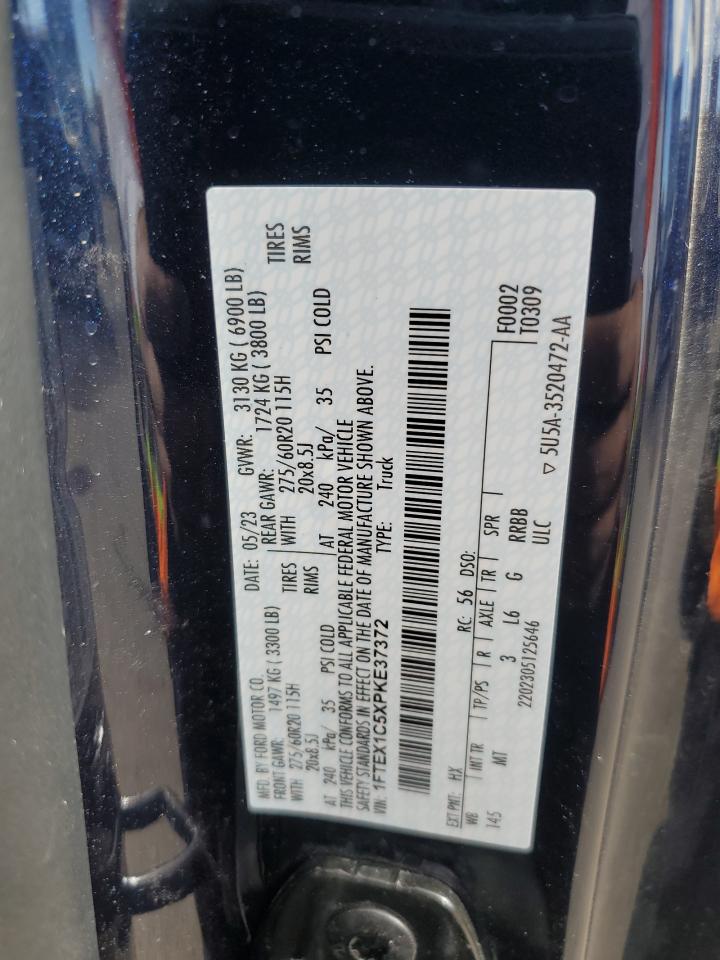 MFD. BY FORD MOTOR CO. DATE: 05/23 GVWR: 3130 KG ( 6900 LB)
FRONT GAWR: 1497 KG ( 3300 LB) REAR GAWR: 1724 KG ( 3800 LB)
WITH 275/60R20 115H TIRES WITH 275/60R20 115H TIRES
20x8.5J RIMS 20x8.5J RIMS
AT 240 kPa/ 35 PSI COLD AT 240 kPa/ 35 PSI COLD
THIS VEHICLE CONFORMS TO ALL APPLICABLE FEDERAL MOTOR VEHICLE
SAFETY STANDARDS IN EFFECT ON THE DATE OF MANUFACTURE SHOWN ABOVE.
VIN: 1FTEX1C5XPKE37372 TYPE: Truck
EXT PNT: HX RC: 56 DSO:
WB INT TR TP/PS R AXLE TR SPR F0002
145 MT 3 L6 G RRBB T0309
2202305125646 ULC
▽ 5U5A-3520472-AA